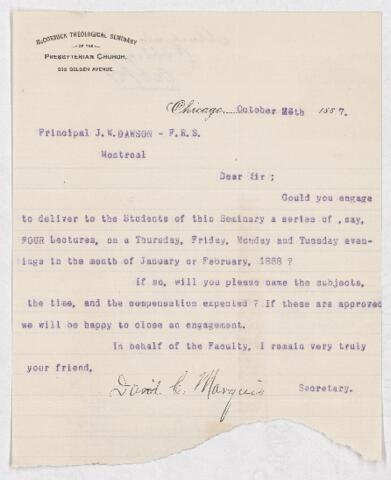 McCORMICK THEOLOGICAL SEMINARY
OF THE
PRESBYTERIAN CHURCH.
Chicago, October 1887.
Principal J.W.DAWSON - F.R.S.
Montreal
Dear Sir;
Could you engage
to deliver to the Students of this Seminary a series of , say,
FOUR Lectures, on a Thursday, Friday, Monday and Tuesday even-
ings in the month of January or February, 1888 ?
If so, will you please name the subjects,
the time, and the compensation expected ? If these are approved
we will be happy to close an engagement.
In behalf of the Faculty, I remain very truly
your friend,
David C. Marquis
Secretary.